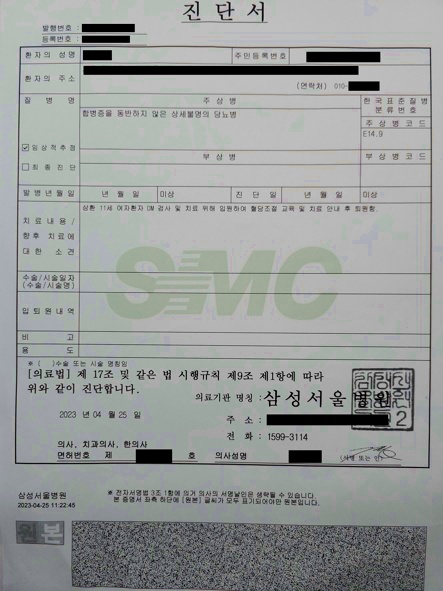 진 단 서
발행번호 :
등록번호 :
환자의 성명
주민등록번호
환자의 주소
(연락처) 010-
질 병 명
주 상 병
한국표준질병
분류번호
합병증을 동반하지 않은 상세불명의 당뇨병
주 상 병 코 드
E14.9
☑임상적추정
부 상 병
부 상 병 코 드
☐최 종 진 단
발병년월일 년 월 일 미상 진 단 일 년 월 일 미상
치료내용 /
향후 치료에
대한 소견
상환 11세 여자환자 DM 검사 및 치료 위해 입원하여 혈당조절 교육 및 치료 안내 후 퇴원함.
SMC
수술/시술일자
(수술/시술명)
입퇴원내역
비 고
용 도
※ ( )수술 또는 시술 명칭임
[의료법] 제 17조 및 같은 법 시행규칙 제9조 제1항에 따라
위와 같이 진단합니다.
의료기관 명칭 : 삼성서울병원
2023 년 04 월 25 일
주 소 :
전 화 : 1599-3114
의사, 치과의사, 한의사
면허번호 제 호 의사성명 (서명 또는 인)
삼성서울병원
2023-04-25 11:22:45
※ 전자서명법 3조 1항에 의거 의사의 서명날인은 생략될 수 있습니다.
본 증명서 좌측 하단에 [원본] 글씨가 모두 표기되어야만 원본입니다.
원본